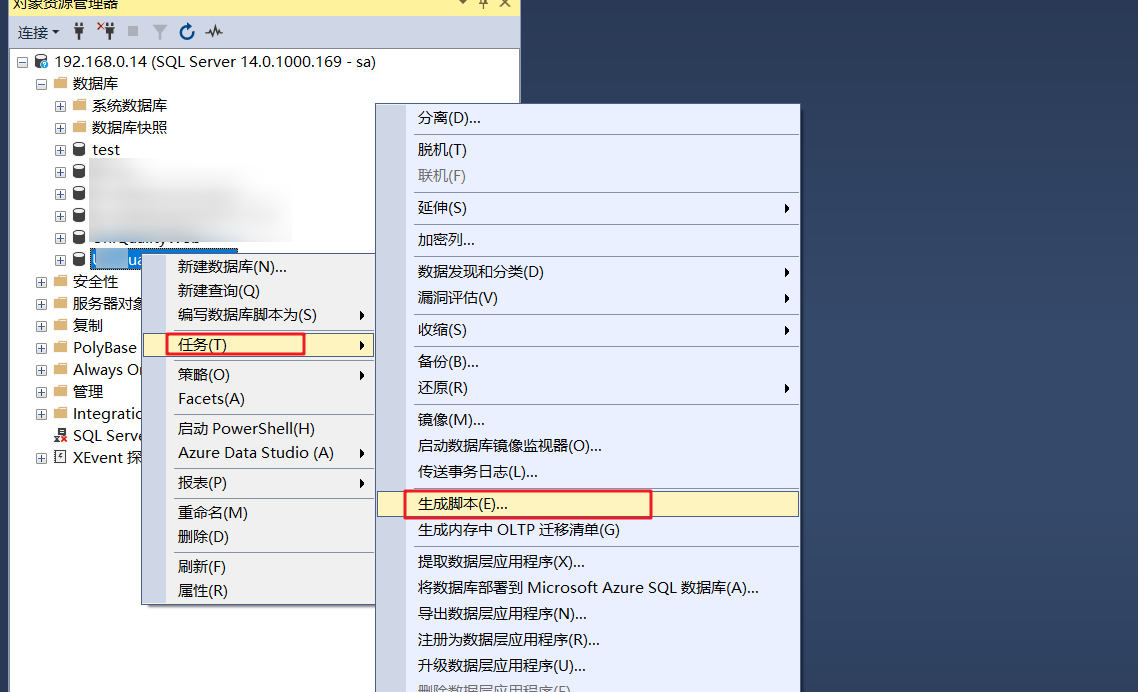 对象资源管理器
连接
192.168.0.14 (SQL Server 14.0.1000.169 - sa)
数据库
系统数据库
数据库快照
test
安全性
服务器对象
复制
PolyBase
Always O
管理
Integratic
SQL Serve
XEvent 探
新建数据库(N)...
新建查询(Q)
编写数据库脚本为(S)
任务(T)
策略(O)
Facets(A)
启动 PowerShell(H)
Azure Data Studio (A)
报表(P)
重命名(M)
删除(D)
刷新(F)
属性(R)
分离(D)...
脱机(T)
联机(F)
延伸(S)
加密列...
数据发现和分类(D)
漏洞评估(V)
收缩(S)
备份(B)...
还原(R)
镜像(M)...
启动数据库镜像监视器(O)...
传送事务日志(L)...
生成脚本(E)...
生成内存中 OLTP 迁移清单(G)
提取数据层应用程序(X)...
将数据库部署到 Microsoft Azure SQL 数据库(A)...
导出数据层应用程序(N)...
注册为数据层应用程序(R)...
升级数据层应用程序(U)...
删除数据层应用程序(F)